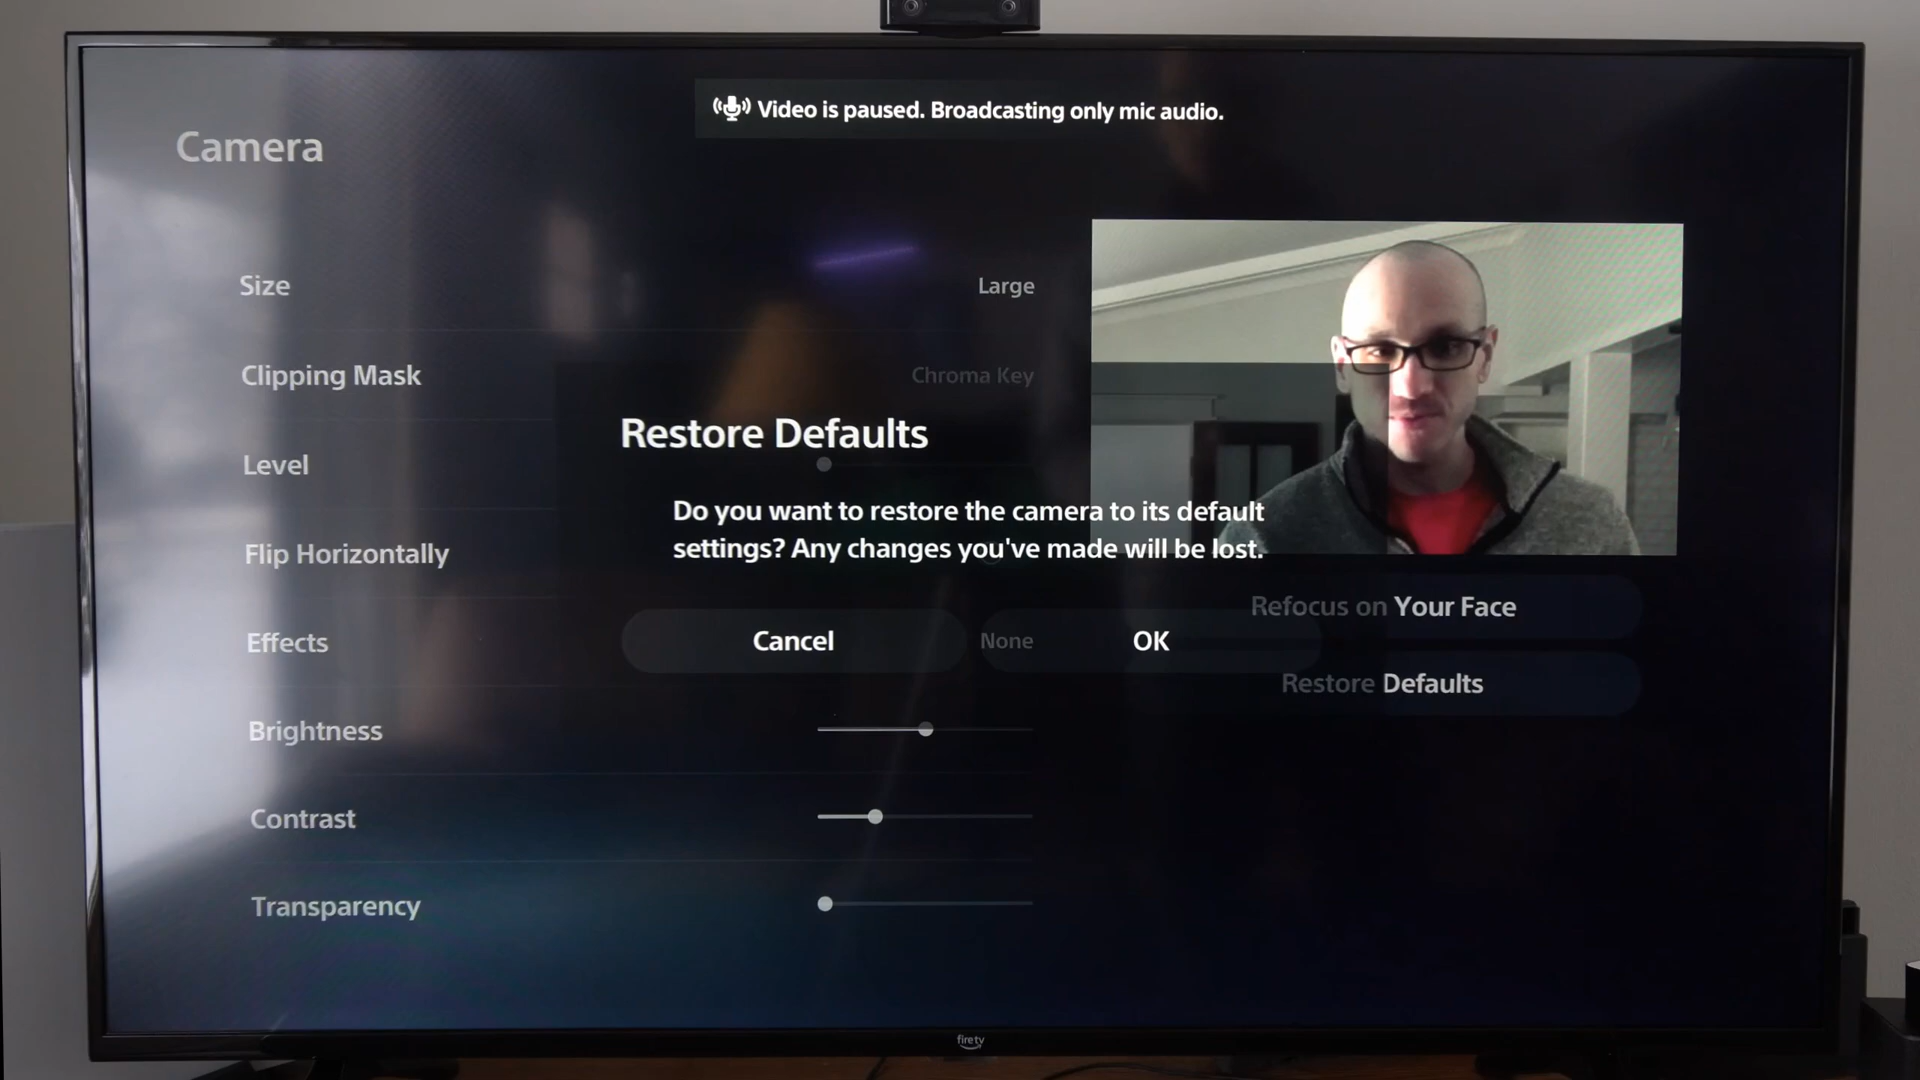 Video is paused. Broadcasting only mic audio.
Camera
Size
Large
Clipping Mask
Chroma Key
Restore Defaults
Level
Do you want to restore the camera to its default
settings? Any changes you've made will be lost.
Flip Horizontally
Refocus on Your Face
Effects
Cancel
None
OK
Restore Defaults
Brightness
Contrast
Transparency
fire tv